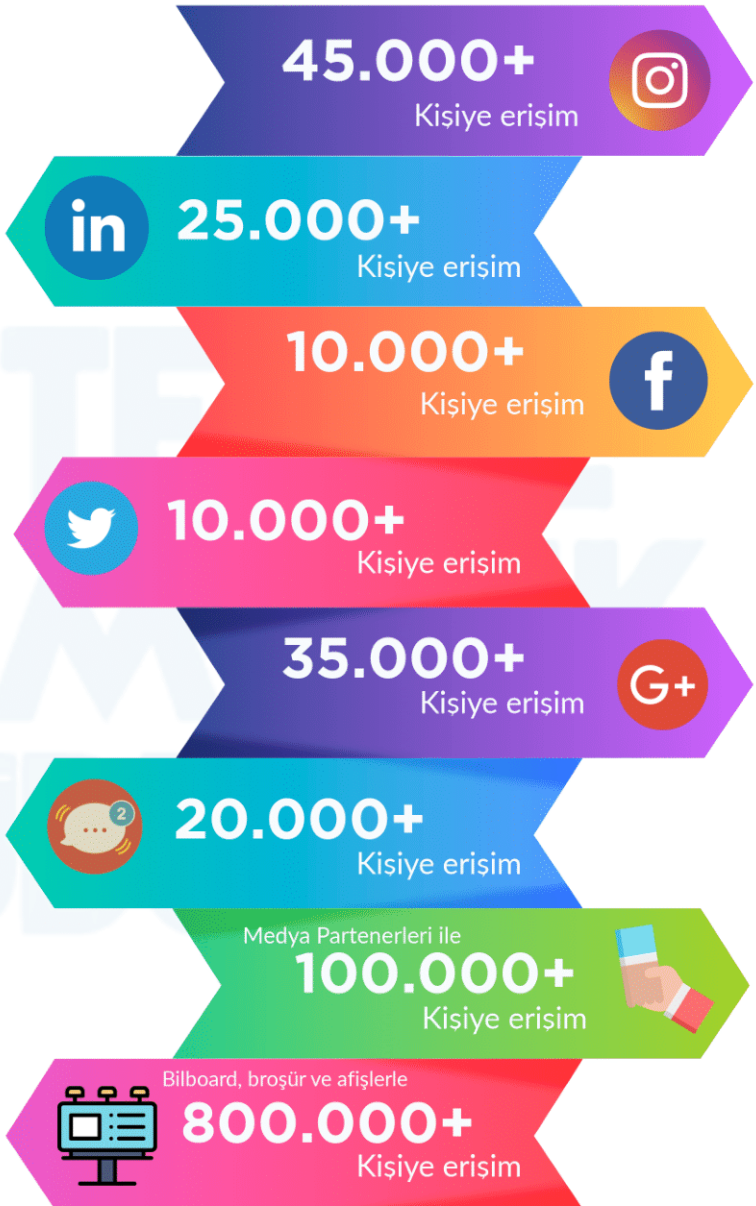 45.000+
Kişiye erişim
in
25.000+
Kişiye erişim
10.000+
Kişiye erişim
f
10.000+
Kişiye erişim
35.000+
Kişiye erişim
G+
2
20.000+
Kişiye erişim
Medya Partenerleri ile
100.000+
Kişiye erişim
Bilboard, broşür ve afişlerle
800.000+
Kişiye erişim